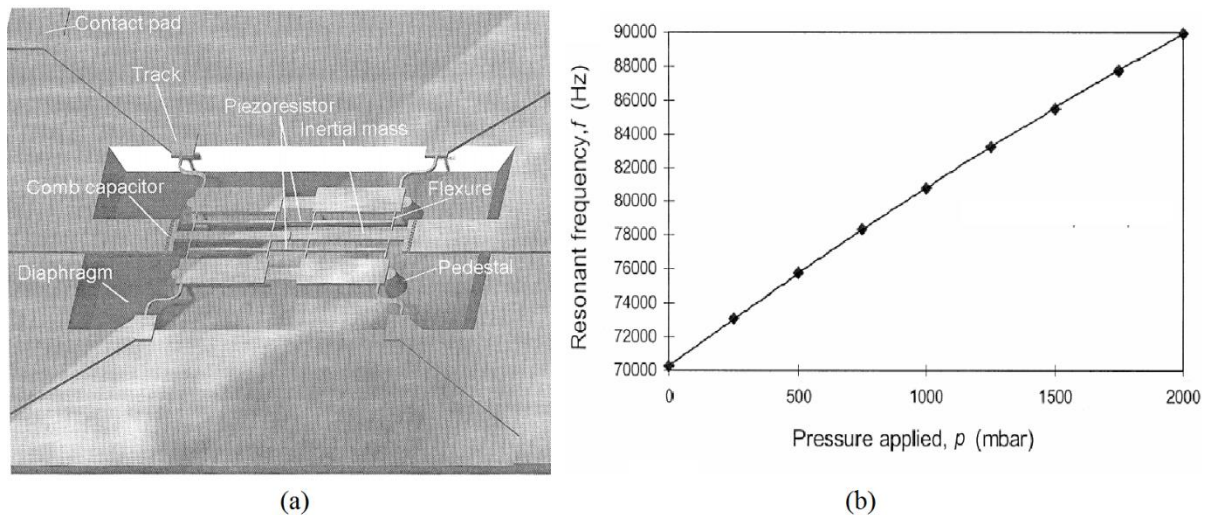 Contact pad
Track
Piezoresistor
Inertial mass
Comb capacitor
Flexure
Diaphragm
Pedestal
(a)
(b)
Resonant frequency, f (Hz)
90000
88000
86000
84000
82000
80000
78000
76000
74000
72000
70000
0
500
1000
1500
2000
Pressure applied, p (mbar)